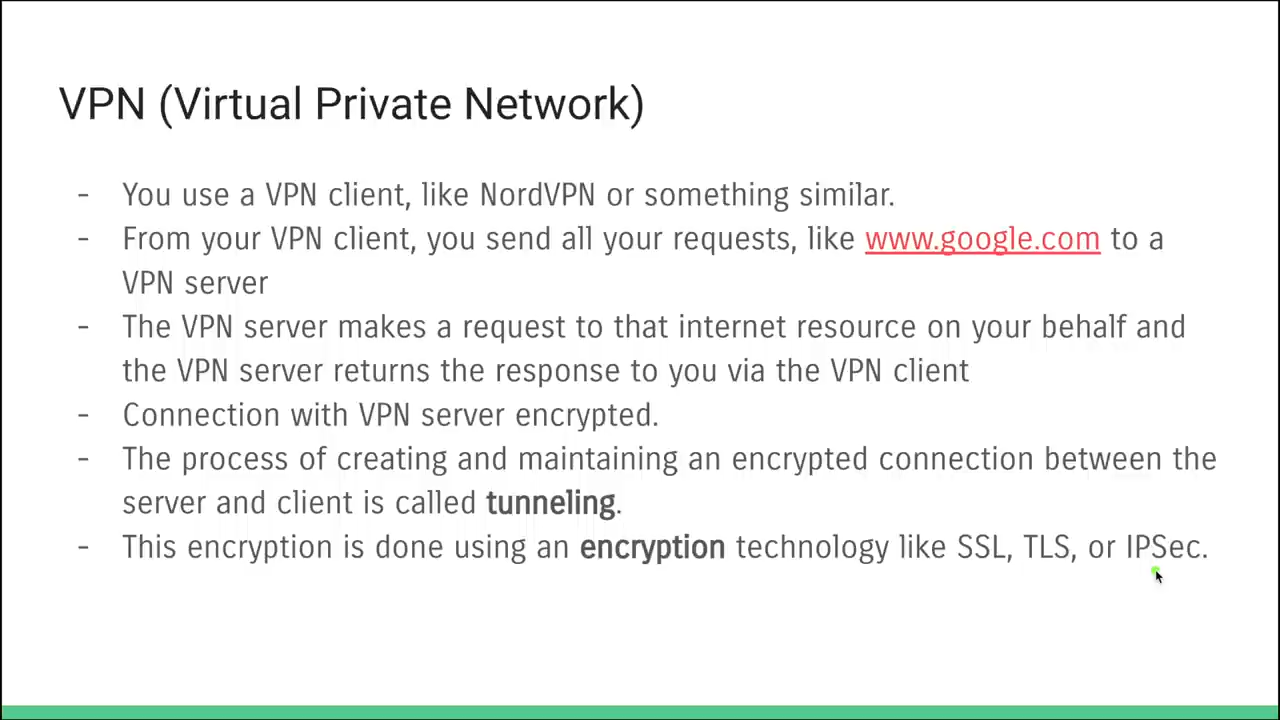 VPN (Virtual Private Network)
- You use a VPN client, like NordVPN or something similar.
- From your VPN client, you send all your requests, like www.google.com to a
VPN server
- The VPN server makes a request to that internet resource on your behalf and
the VPN server returns the response to you via the VPN client
- Connection with VPN server encrypted.
- The process of creating and maintaining an encrypted connection between the
server and client is called tunneling.
- This encryption is done using an encryption technology like SSL, TLS, or IPSec.